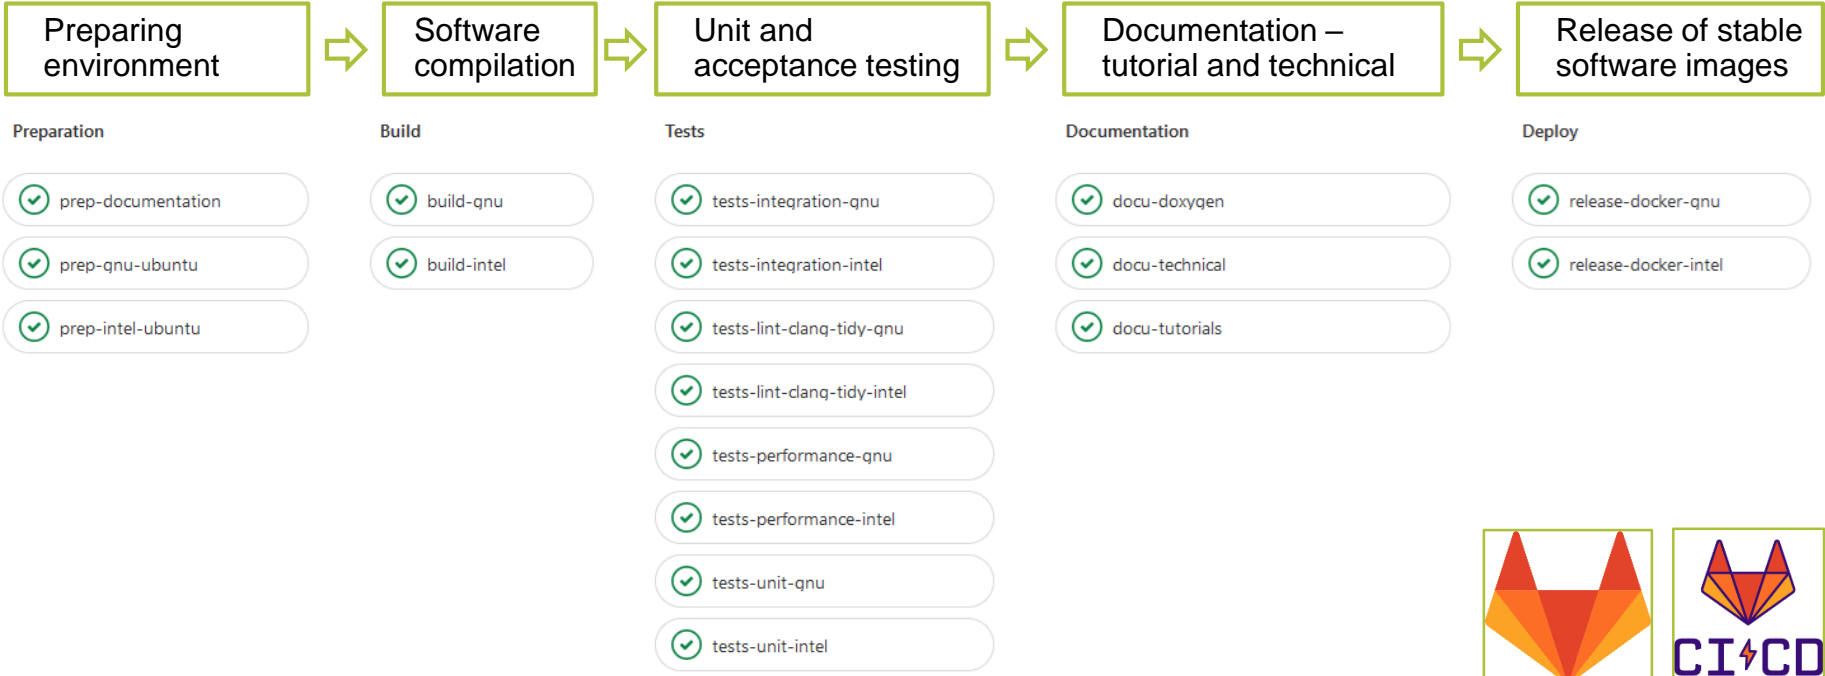 Preparing
environment
Software
compilation
Unit and
acceptance testing
Documentation –
tutorial and technical
Release of stable
software images
Preparation
prep-documentation
prep-gnu-ubuntu
prep-intel-ubuntu
Build
build-gnu
build-intel
Tests
tests-integration-gnu
tests-integration-intel
tests-lint-clang-tidy-gnu
tests-lint-clang-tidy-intel
tests-performance-gnu
tests-performance-intel
tests-unit-gnu
tests-unit-intel
Documentation
docu-doxygen
docu-technical
docu-tutorials
Deploy
release-docker-gnu
release-docker-intel
CI CD